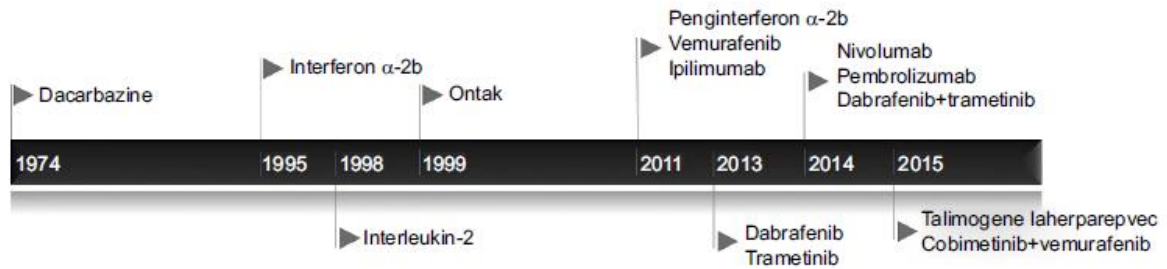 Penginterferon α-2b
Vemurafenib
Ipilimumab
Nivolumab
Pembrolizumab
Dabrafenib+trametinib
Interferon α-2b
Dacarbazine
Ontak
1974 1995 1998 1999 2011 2013 2014 2015
Interleukin-2
Dabrafenib
Trametinib
Talimogene laherparepvec
Cobimetinib+vemurafenib